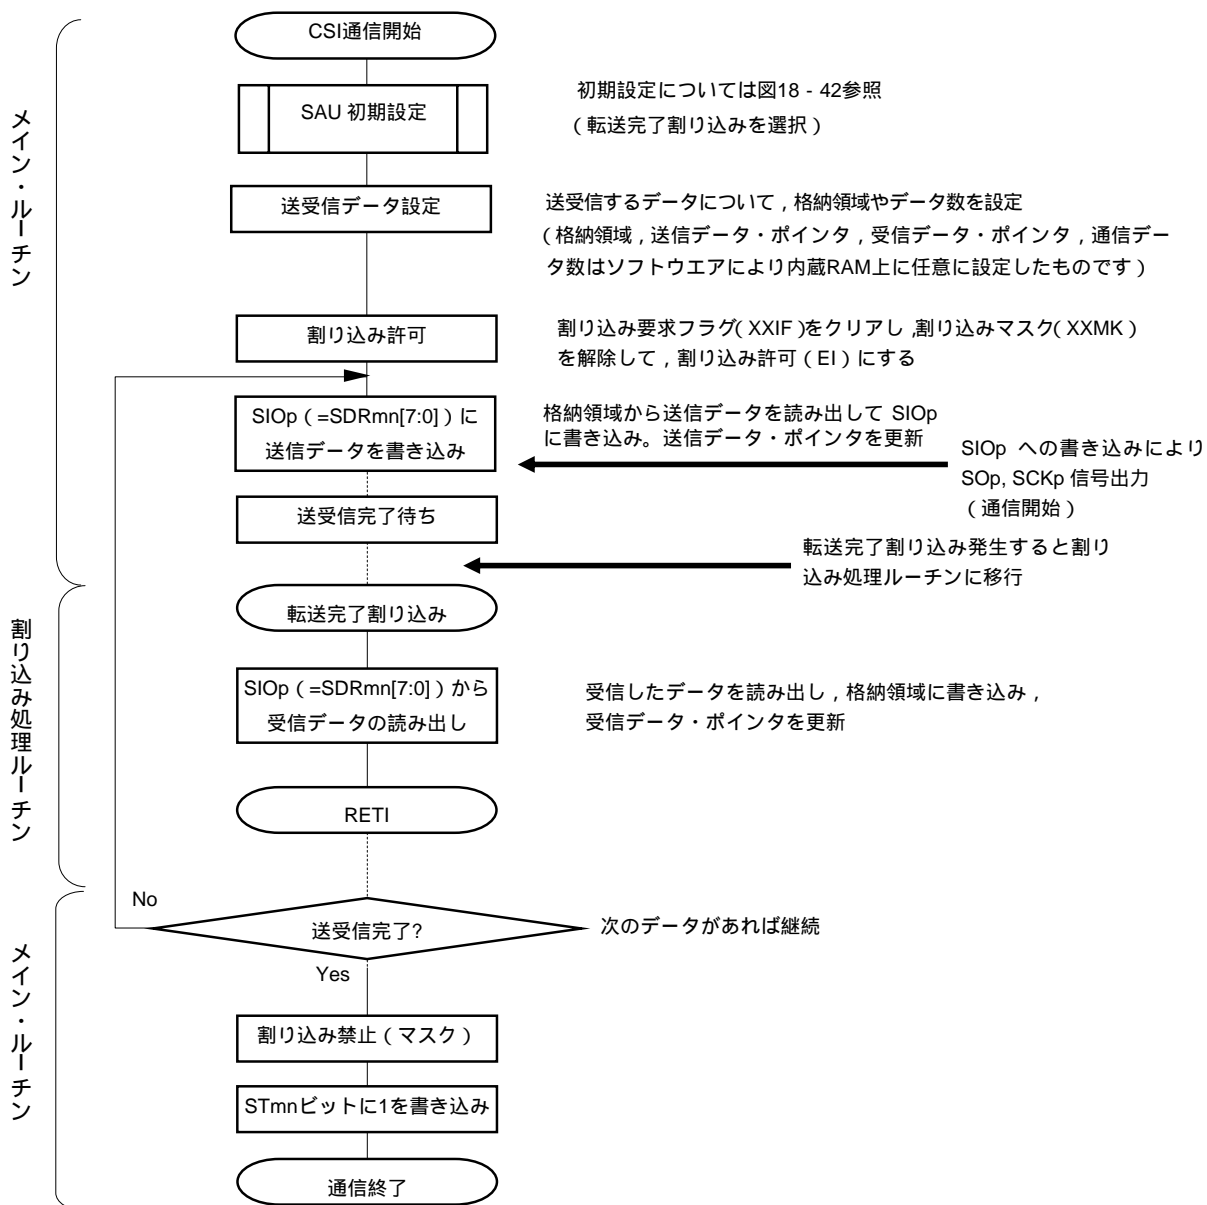 メイン・ルーチン
CSI通信開始
SAU 初期設定
初期設定については図18 - 42参照
（転送完了割り込みを選択）
送受信データ設定
送受信するデータについて，格納領域やデータ数を設定
（格納領域，送信データ・ポインタ，受信データ・ポインタ，通信デー
タ数はソフトウエアにより内蔵RAM上に任意に設定したものです）
割り込み許可
割り込み要求フラグ（XXIF）をクリアし，割り込みマスク（XXMK）
を解除して，割り込み許可（EI）にする
SIOp（=SDRmn[7:0]）に
送信データを書き込み
格納領域から送信データを読み出して SIOp
に書き込み。送信データ・ポインタを更新
SIOp への書き込みにより
SOp, SCKp 信号出力
（通信開始）
送受信完了待ち
転送完了割り込み発生すると割り
込み処理ルーチンに移行
割り込み処理ルーチン
転送完了割り込み
SIOp（=SDRmn[7:0]）から
受信データの読み出し
受信したデータを読み出し，格納領域に書き込み，
受信データ・ポインタを更新
RETI
メイン・ルーチン
No
送受信完了?
次のデータがあれば継続
Yes
割り込み禁止（マスク）
STmnビットに1を書き込み
通信終了